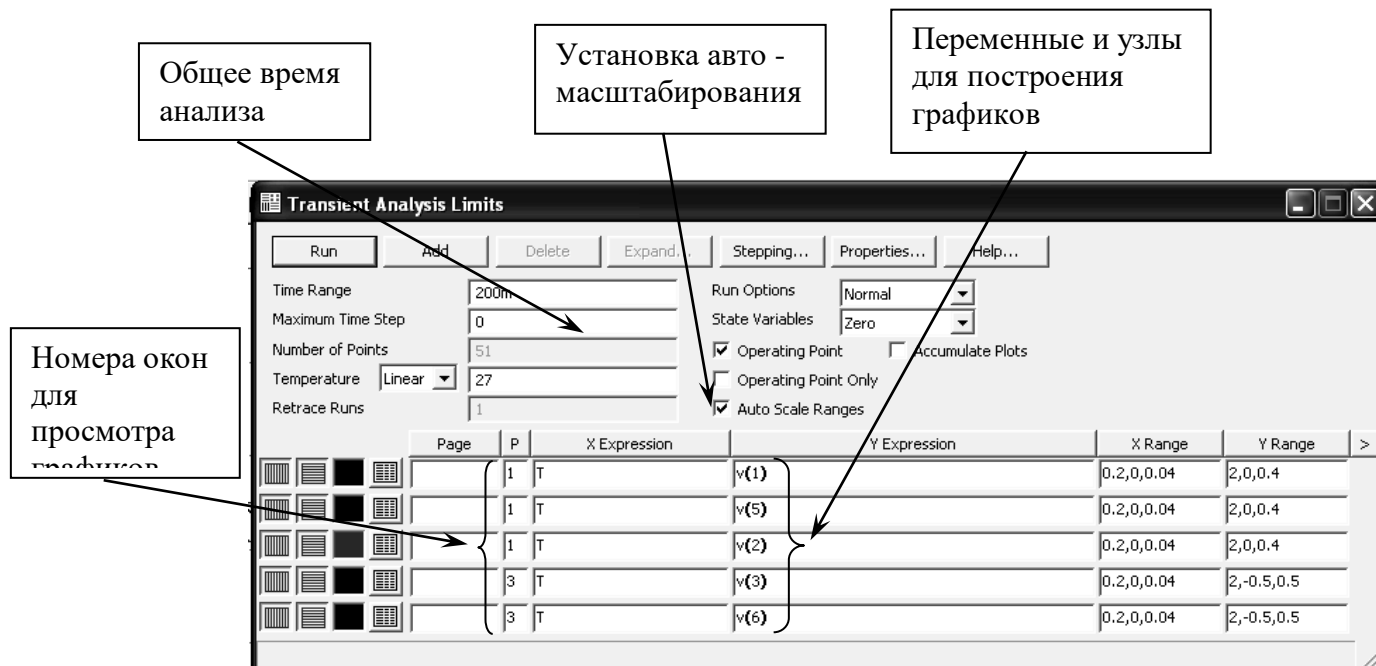 Общее время
анализа
Установка авто -
масштабирования
Переменные и узлы
для построения
графиков
Номера окон
для
просмотра
графиков
Transient Analysis Limits
Run Add Delete Expand... Stepping... Properties... Help...
Time Range 200m Run Options Normal
Maximum Time Step 0 State Variables Zero
Number of Points 51 Operating Point Accumulate Plots
Temperature Linear 27 Operating Point Only
Retrace Runs 1 Auto Scale Ranges
Page P X Expression Y Expression X Range Y Range >
1 T v(1) 0.2,0,0.04 2,0,0.4
1 T v(5) 0.2,0,0.04 2,0,0.4
1 T v(2) 0.2,0,0.04 2,0,0.4
3 T v(3) 0.2,0,0.04 2,-0.5,0.5
3 T v(6) 0.2,0,0.04 2,-0.5,0.5